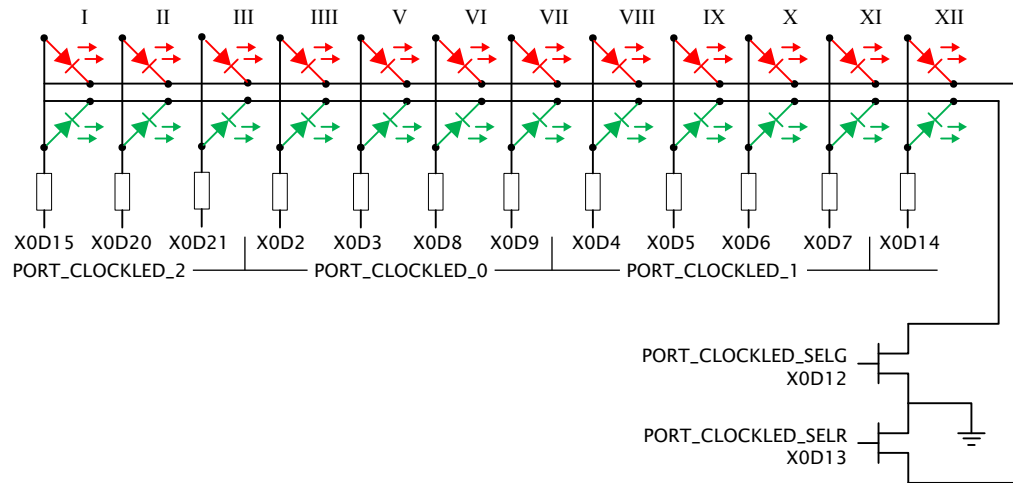 I II III IIII V VI VII VIII IX X XI XII
X0D15 X0D20 X0D21 X0D2 X0D3 X0D8 X0D9 X0D4 X0D5 X0D6 X0D7 X0D14
PORT_CLOCKLED_2 PORT_CLOCKLED_0 PORT_CLOCKLED_1
PORT_CLOCKLED_SELG
X0D12
PORT_CLOCKLED_SELR
X0D13